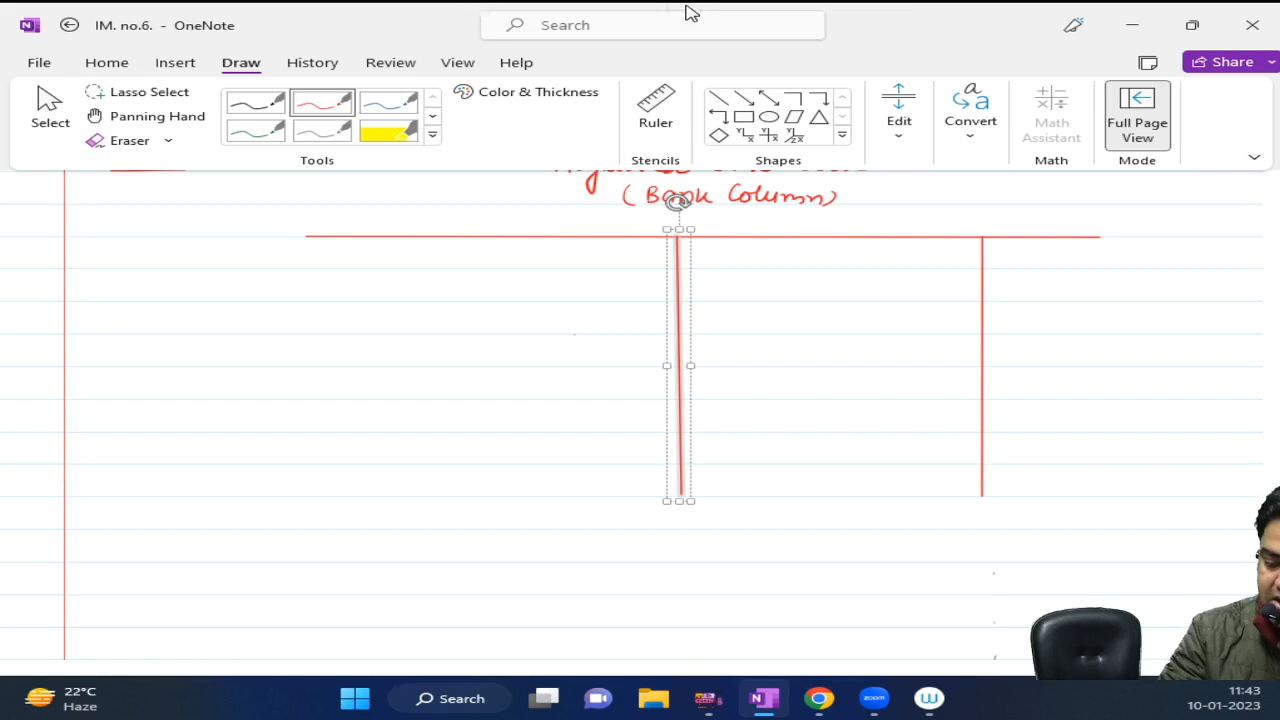 IM. no.6. - OneNote
Search
File Home Insert Draw History Review View Help
Share
Select
Lasso Select
Panning Hand
Eraser
Color & Thickness
Ruler
Edit
Convert
Math Assistant
Full Page View
Tools
Stencils
Shapes
Math
Mode
(Bank Column)
22°C
Haze
Search
zoom
11:43
10-01-2023